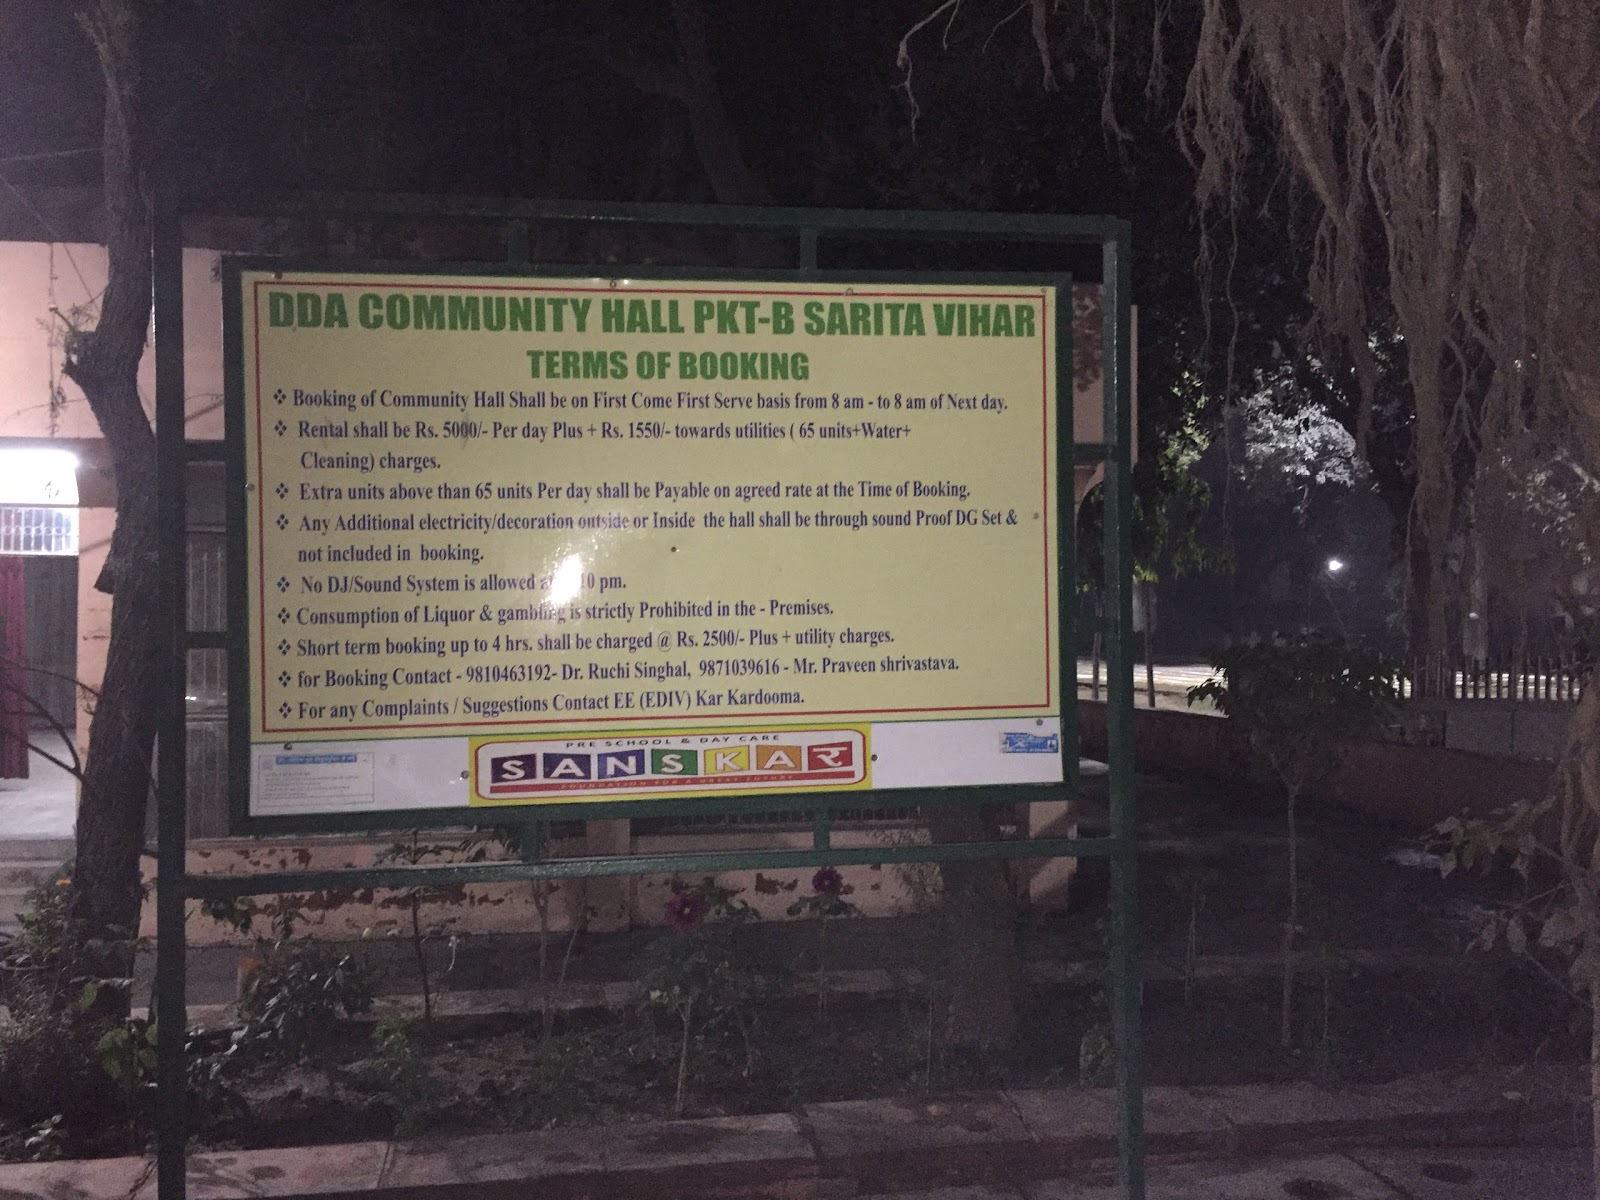 DDA COMMUNITY HALL PKT-B SARITA VIHAR
TERMS OF BOOKING
❖ Booking of Community Hall Shall be on First Come First Serve basis from 8 am - to 8 am of Next day.
❖ Rental shall be Rs. 5000/- Per day Plus + Rs. 1550/- towards utilities ( 65 units+Water+
Cleaning) charges.
❖ Extra units above than 65 units Per day shall be Payable on agreed rate at the Time of Booking.
❖ Any Additional electricity/decoration outside or Inside the hall shall be through sound Proof DG Set &
not included in booking.
❖ No DJ/Sound System is allowed 10 pm.
❖ Consumption of Liquor & gambling is strictly Prohibited in the - Premises.
❖ Short term booking up to 4 hrs. shall be charged @ Rs. 2500/- Plus + utility charges.
❖ for Booking Contact - 9810463192- Dr. Ruchi Singhal, 9871039616 - Mr. Praveen shrivastava.
❖ For any Complaints / Suggestions Contact EE (EDIV) Kar Kardooma.
PRE SCHOOL & DAY CARE
SANSKAर
FOUNDATION FOR A GREAT FUTURE